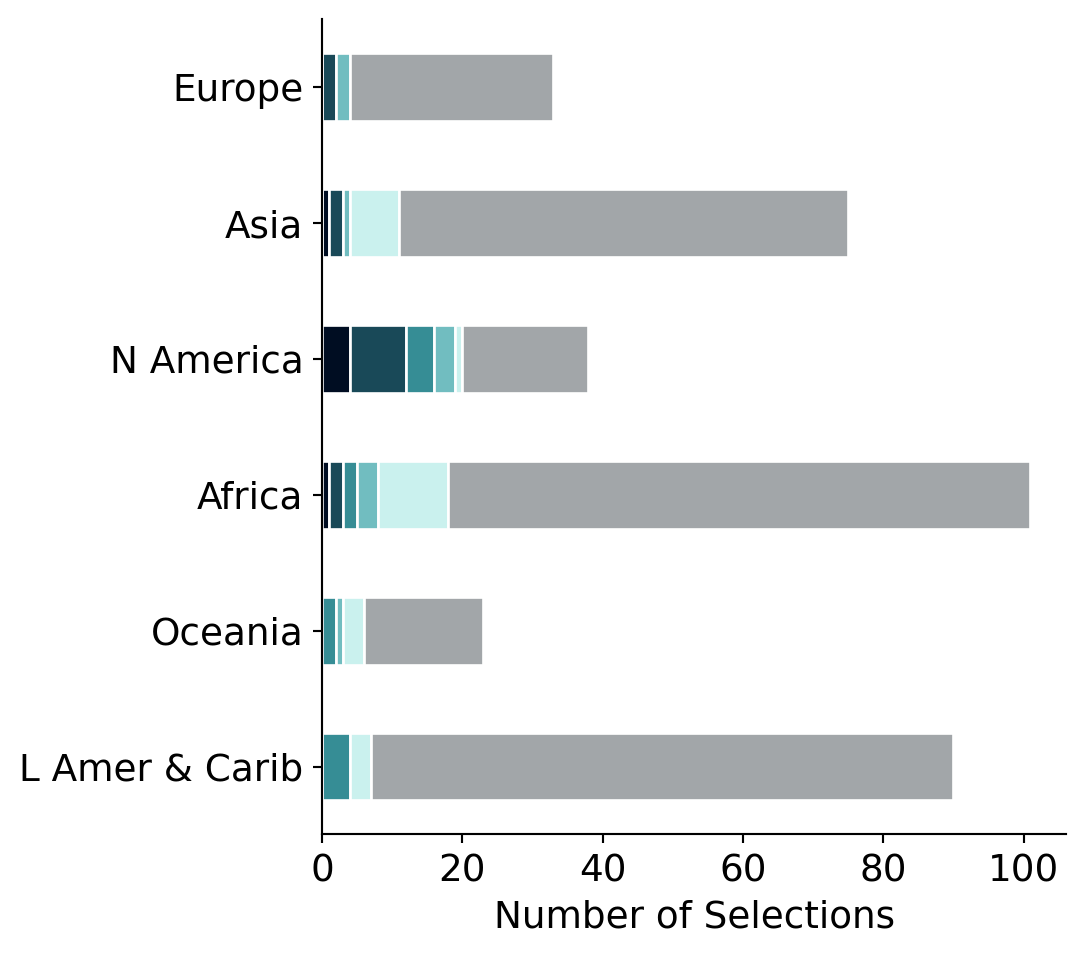 Europe
Asia
N America
Africa
Oceania
L Amer & Carib
0 20 40 60 80 100
Number of Selections